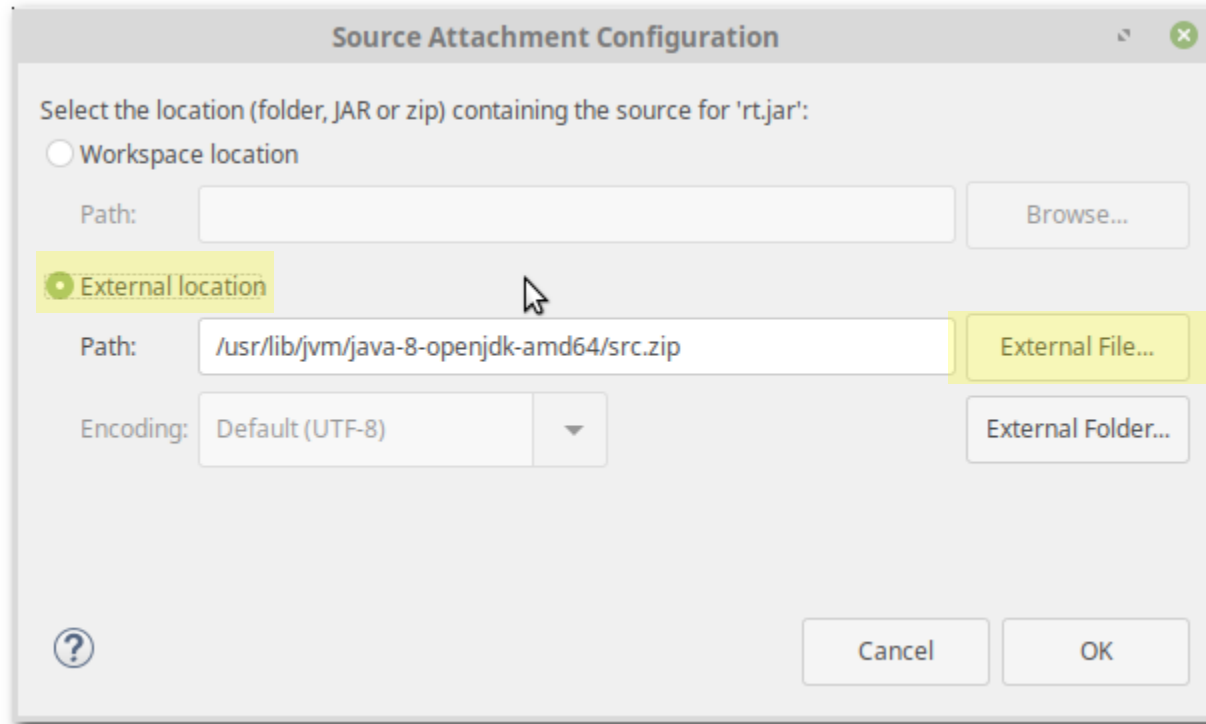 Source Attachment Configuration
Select the location (folder, JAR or zip) containing the source for 'rt.jar':
Workspace location
Path:
Browse...
External location
Path: /usr/lib/jvm/java-8-openjdk-amd64/src.zip External File...
Encoding: Default (UTF-8) External Folder...
?
Cancel OK